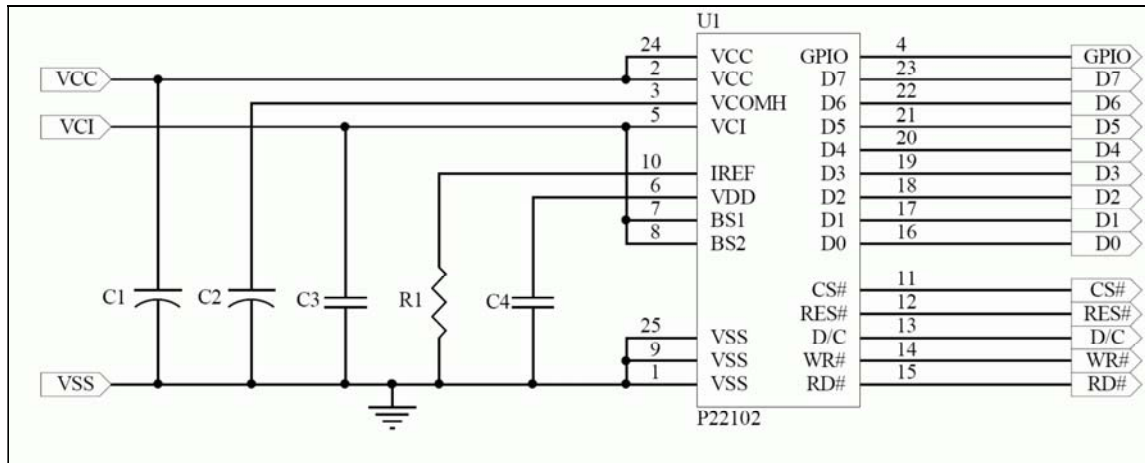 U1
24 VCC GPIO 4 GPIO
VCC 2 VCC D7 23 D7
3 VCOMH D6 22 D6
VCI 5 VCI D5 21 D5
D4 20 D4
10 IREF D3 19 D3
6 VDD D2 18 D2
7 BS1 D1 17 D1
8 BS2 D0 16 D0
C1 C2 C3 R1 C4 CS# 11 CS#
RES# 12 RES#
25 VSS D/C 13 D/C
9 VSS WR# 14 WR#
VSS 1 VSS RD# 15 RD#
P22102